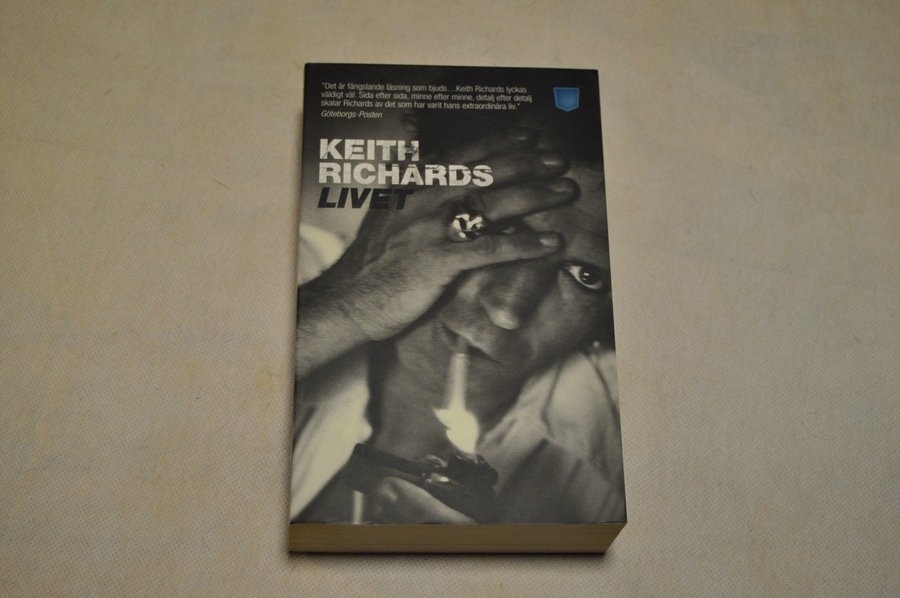 "Det är fängslande läsning som bjuds...Keith Richards lyckas
väldigt väl. Sida efter sida, minne efter minne, detalj efter detalj
skalar Richards av det som har varit hans extraordinära liv."
Göteborgs-Posten
KEITH
RICHARDS
LIVET